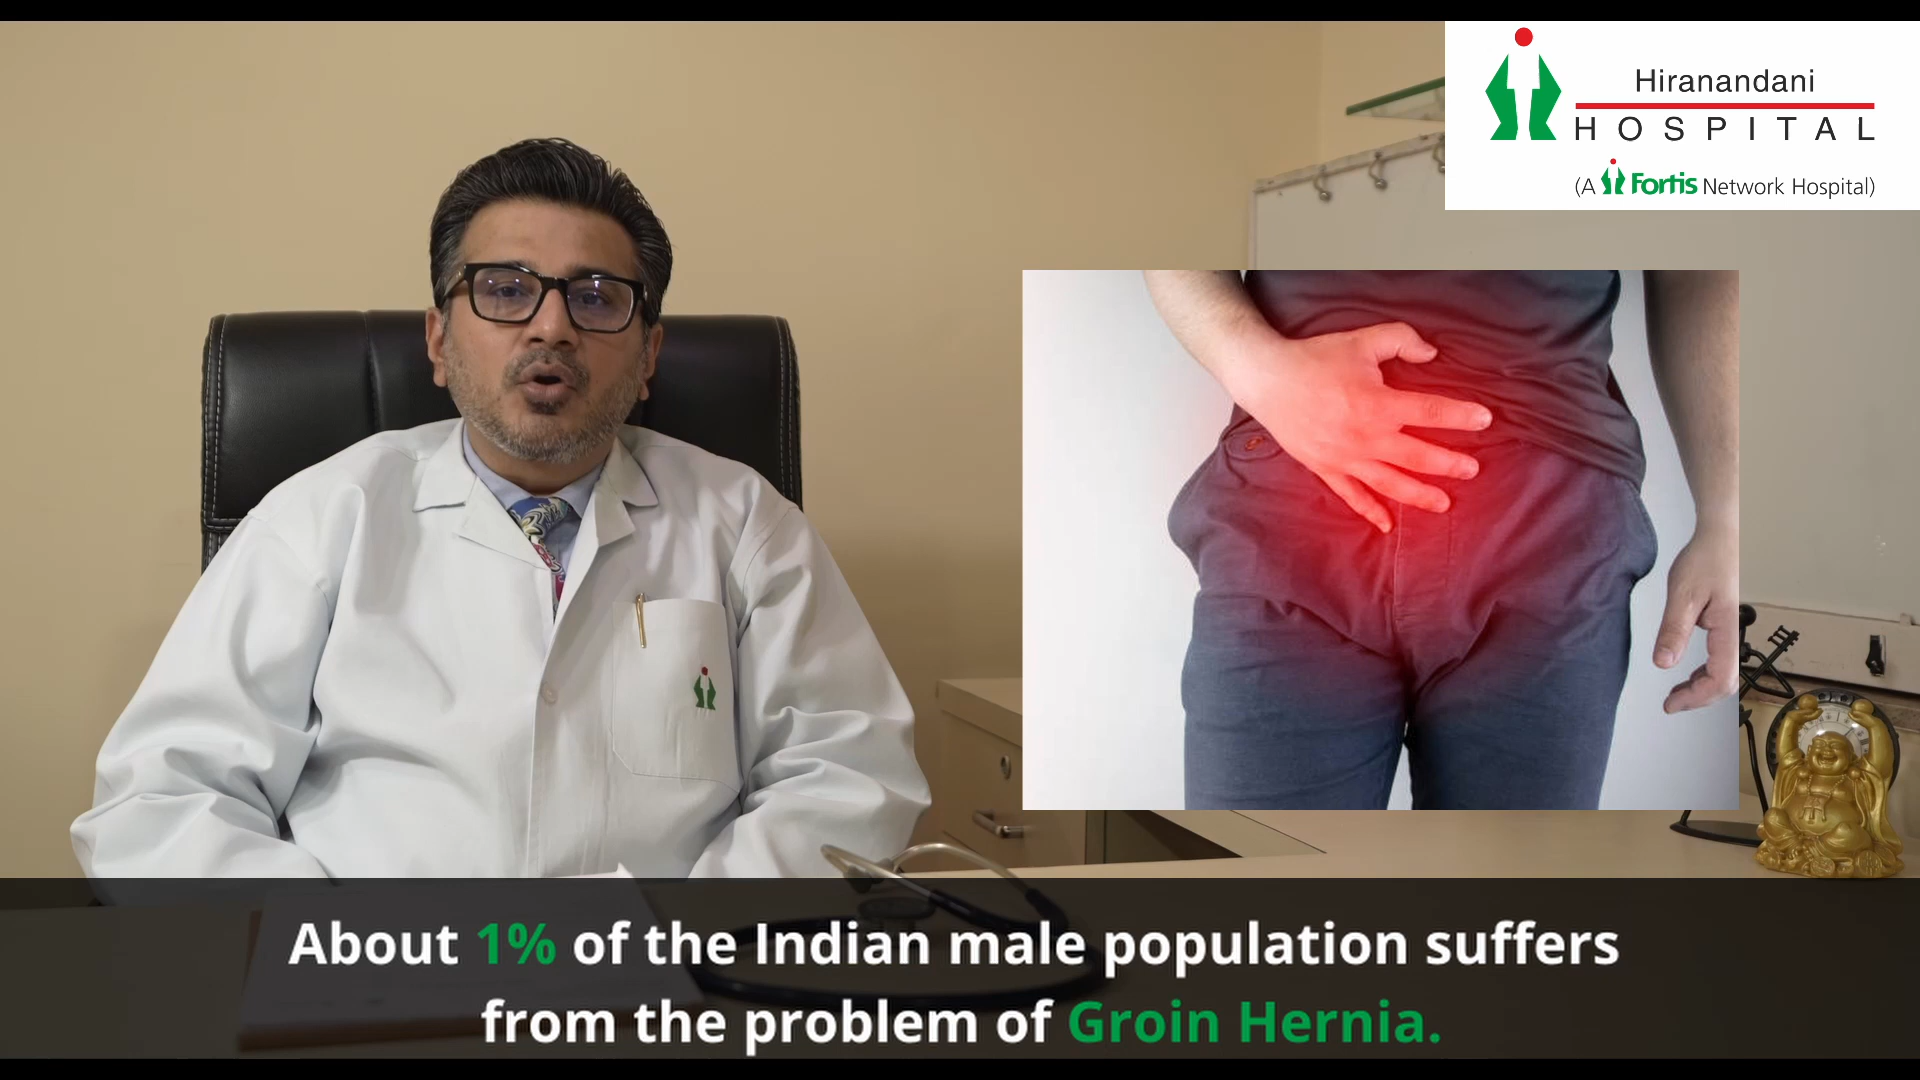 Hiranandani
HOSPITAL
(A Fortis Network Hospital)
About 1% of the Indian male population suffers
from the problem of Groin Hernia.